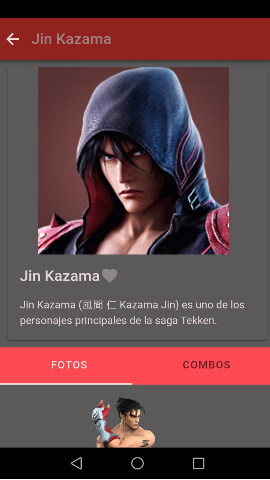 Jin Kazama
Jin Kazama
Jin Kazama (風間 仁 Kazama Jin) es uno de los
personajes principales de la saga Tekken.
FOTOS COMBOS